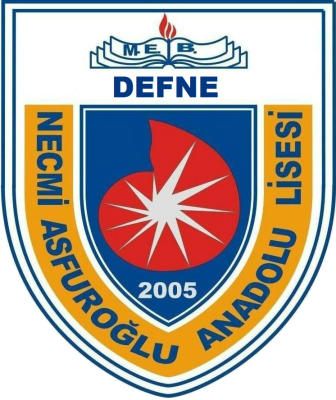 M.E.B.
DEFNE
NECMİ ASFUROĞLU ANADOLU LİSESİ
2005